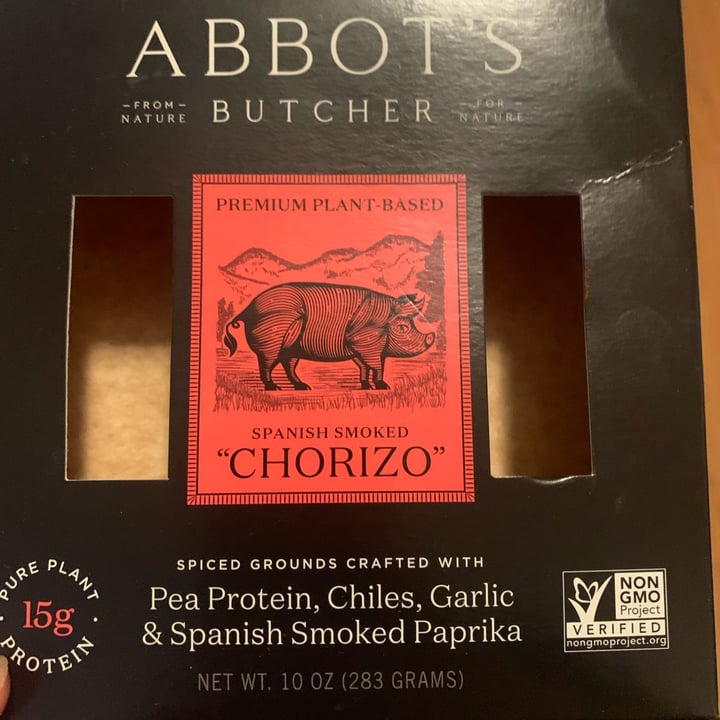 ABBOT'S
–FROM–
NATURE
BUTCHER
–FOR–
NATURE
PREMIUM PLANT-BASED
SPANISH SMOKED
"CHORIZO"
SPICED GROUNDS CRAFTED WITH
Pea Protein, Chiles, Garlic
& Spanish Smoked Paprika
PURE PLANT
15g
PROTEIN
NON
GMO
Project
VERIFIED
nongmoproject.org
NET WT. 10 OZ (283 GRAMS)